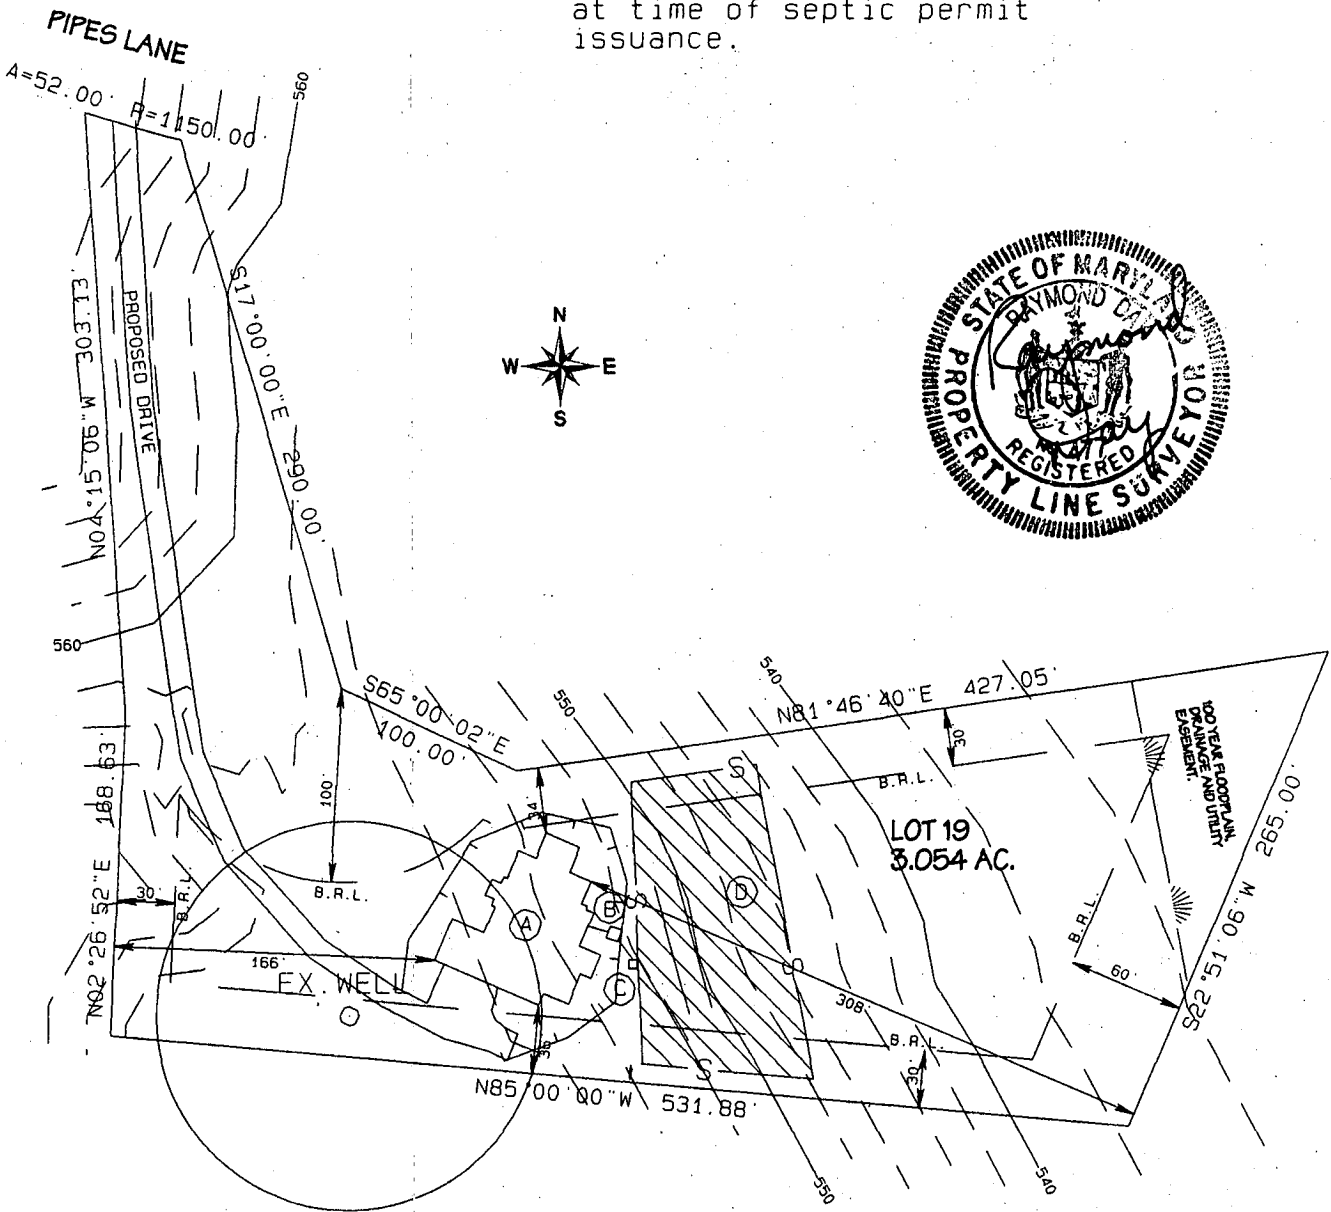 at time of septic permit
issuance.
PIPES LANE
A=52.00' R=1150.00'
560
N
W E
S
STATE OF MARYLAND
RAYMOND
Raymond
REGISTERED
PROPERTY LINE SURVEYOR
N04°15'06"W 303.13'
PROPOSED DRIVE
S17°00'00"E 290.00'
560
S65°00'02"E
100.00'
550
540
N81°46'40"E 427.05'
100 YEAR FLOODPLAIN,
DRAINAGE AND UTILITY
EASEMENT.
30'
B.R.L.
S
34'
100'
LOT 19
3.054 AC.
N02°26'52"E 168.63'
30'
B.R.L.
B.R.L.
A
B
S
D
C
S
S22°51'06"W 265.00'
B.R.L.
60'
166'
EX. WELL
308'
B.R.L.
30'
36'
S
N85°00'00"W 531.88'
550
540